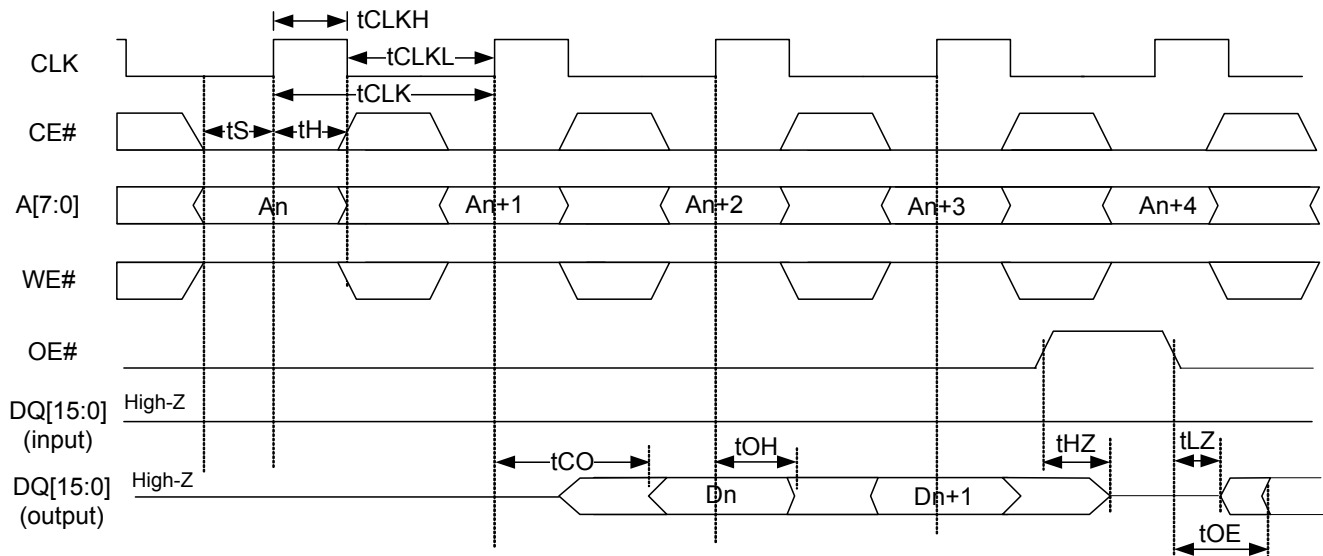 tCLKH
CLK
tCLKL
tCLK
CE#
tS
tH
A[7:0]
An
An+1
An+2
An+3
An+4
WE#
OE#
DQ[15:0]
(input)
High-Z
tCO
tOH
tHZ
tLZ
DQ[15:0]
(output)
High-Z
Dn
Dn+1
tOE